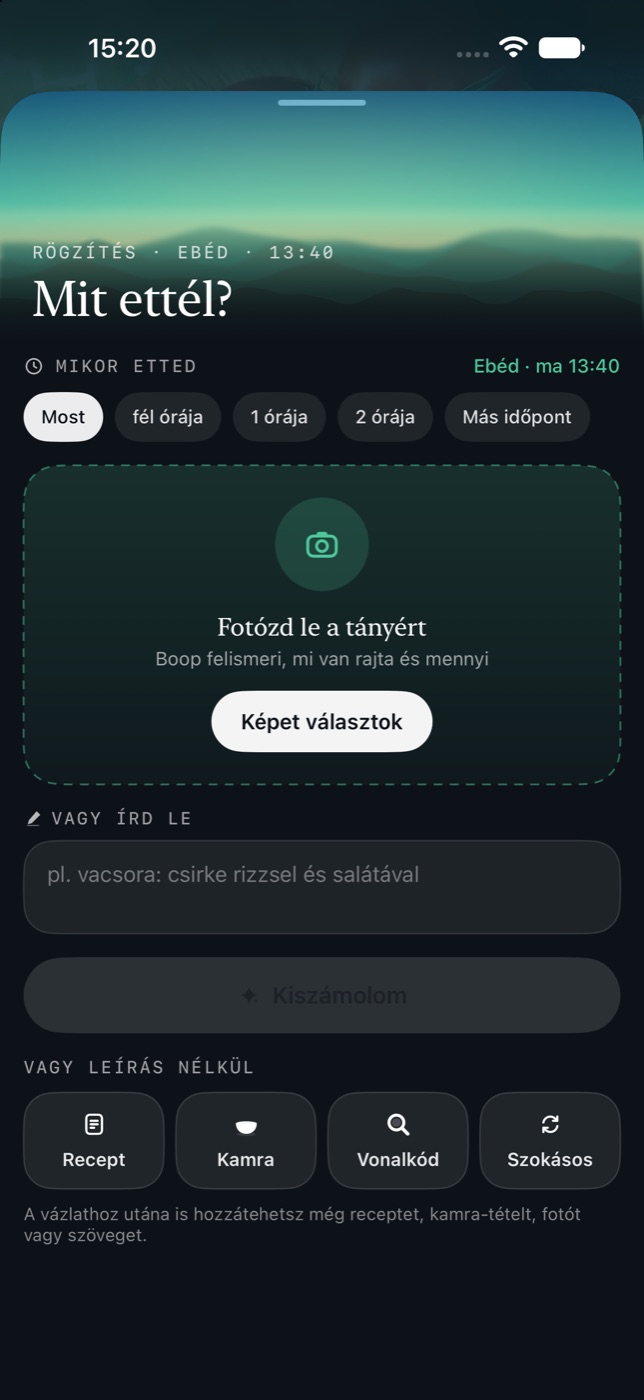 15:20
RÖGZÍTÉS · EBÉD · 13:40
Mit ettél?
MIKOR ETTED
Ebéd · ma 13:40
Most
fél órája
1 órája
2 órája
Más időpont
Fotózd le a tányért
Boop felismeri, mi van rajta és mennyi
Képet választok
VAGY ÍRD LE
pl. vacsora: csirke rizzsel és salátával
Kiszámolom
VAGY LEÍRÁS NÉLKÜL
Recept
Kamra
Vonalkód
Szokásos
A vázlathoz utána is hozzátehetsz még receptet, kamra-tételt, fotót
vagy szöveget.